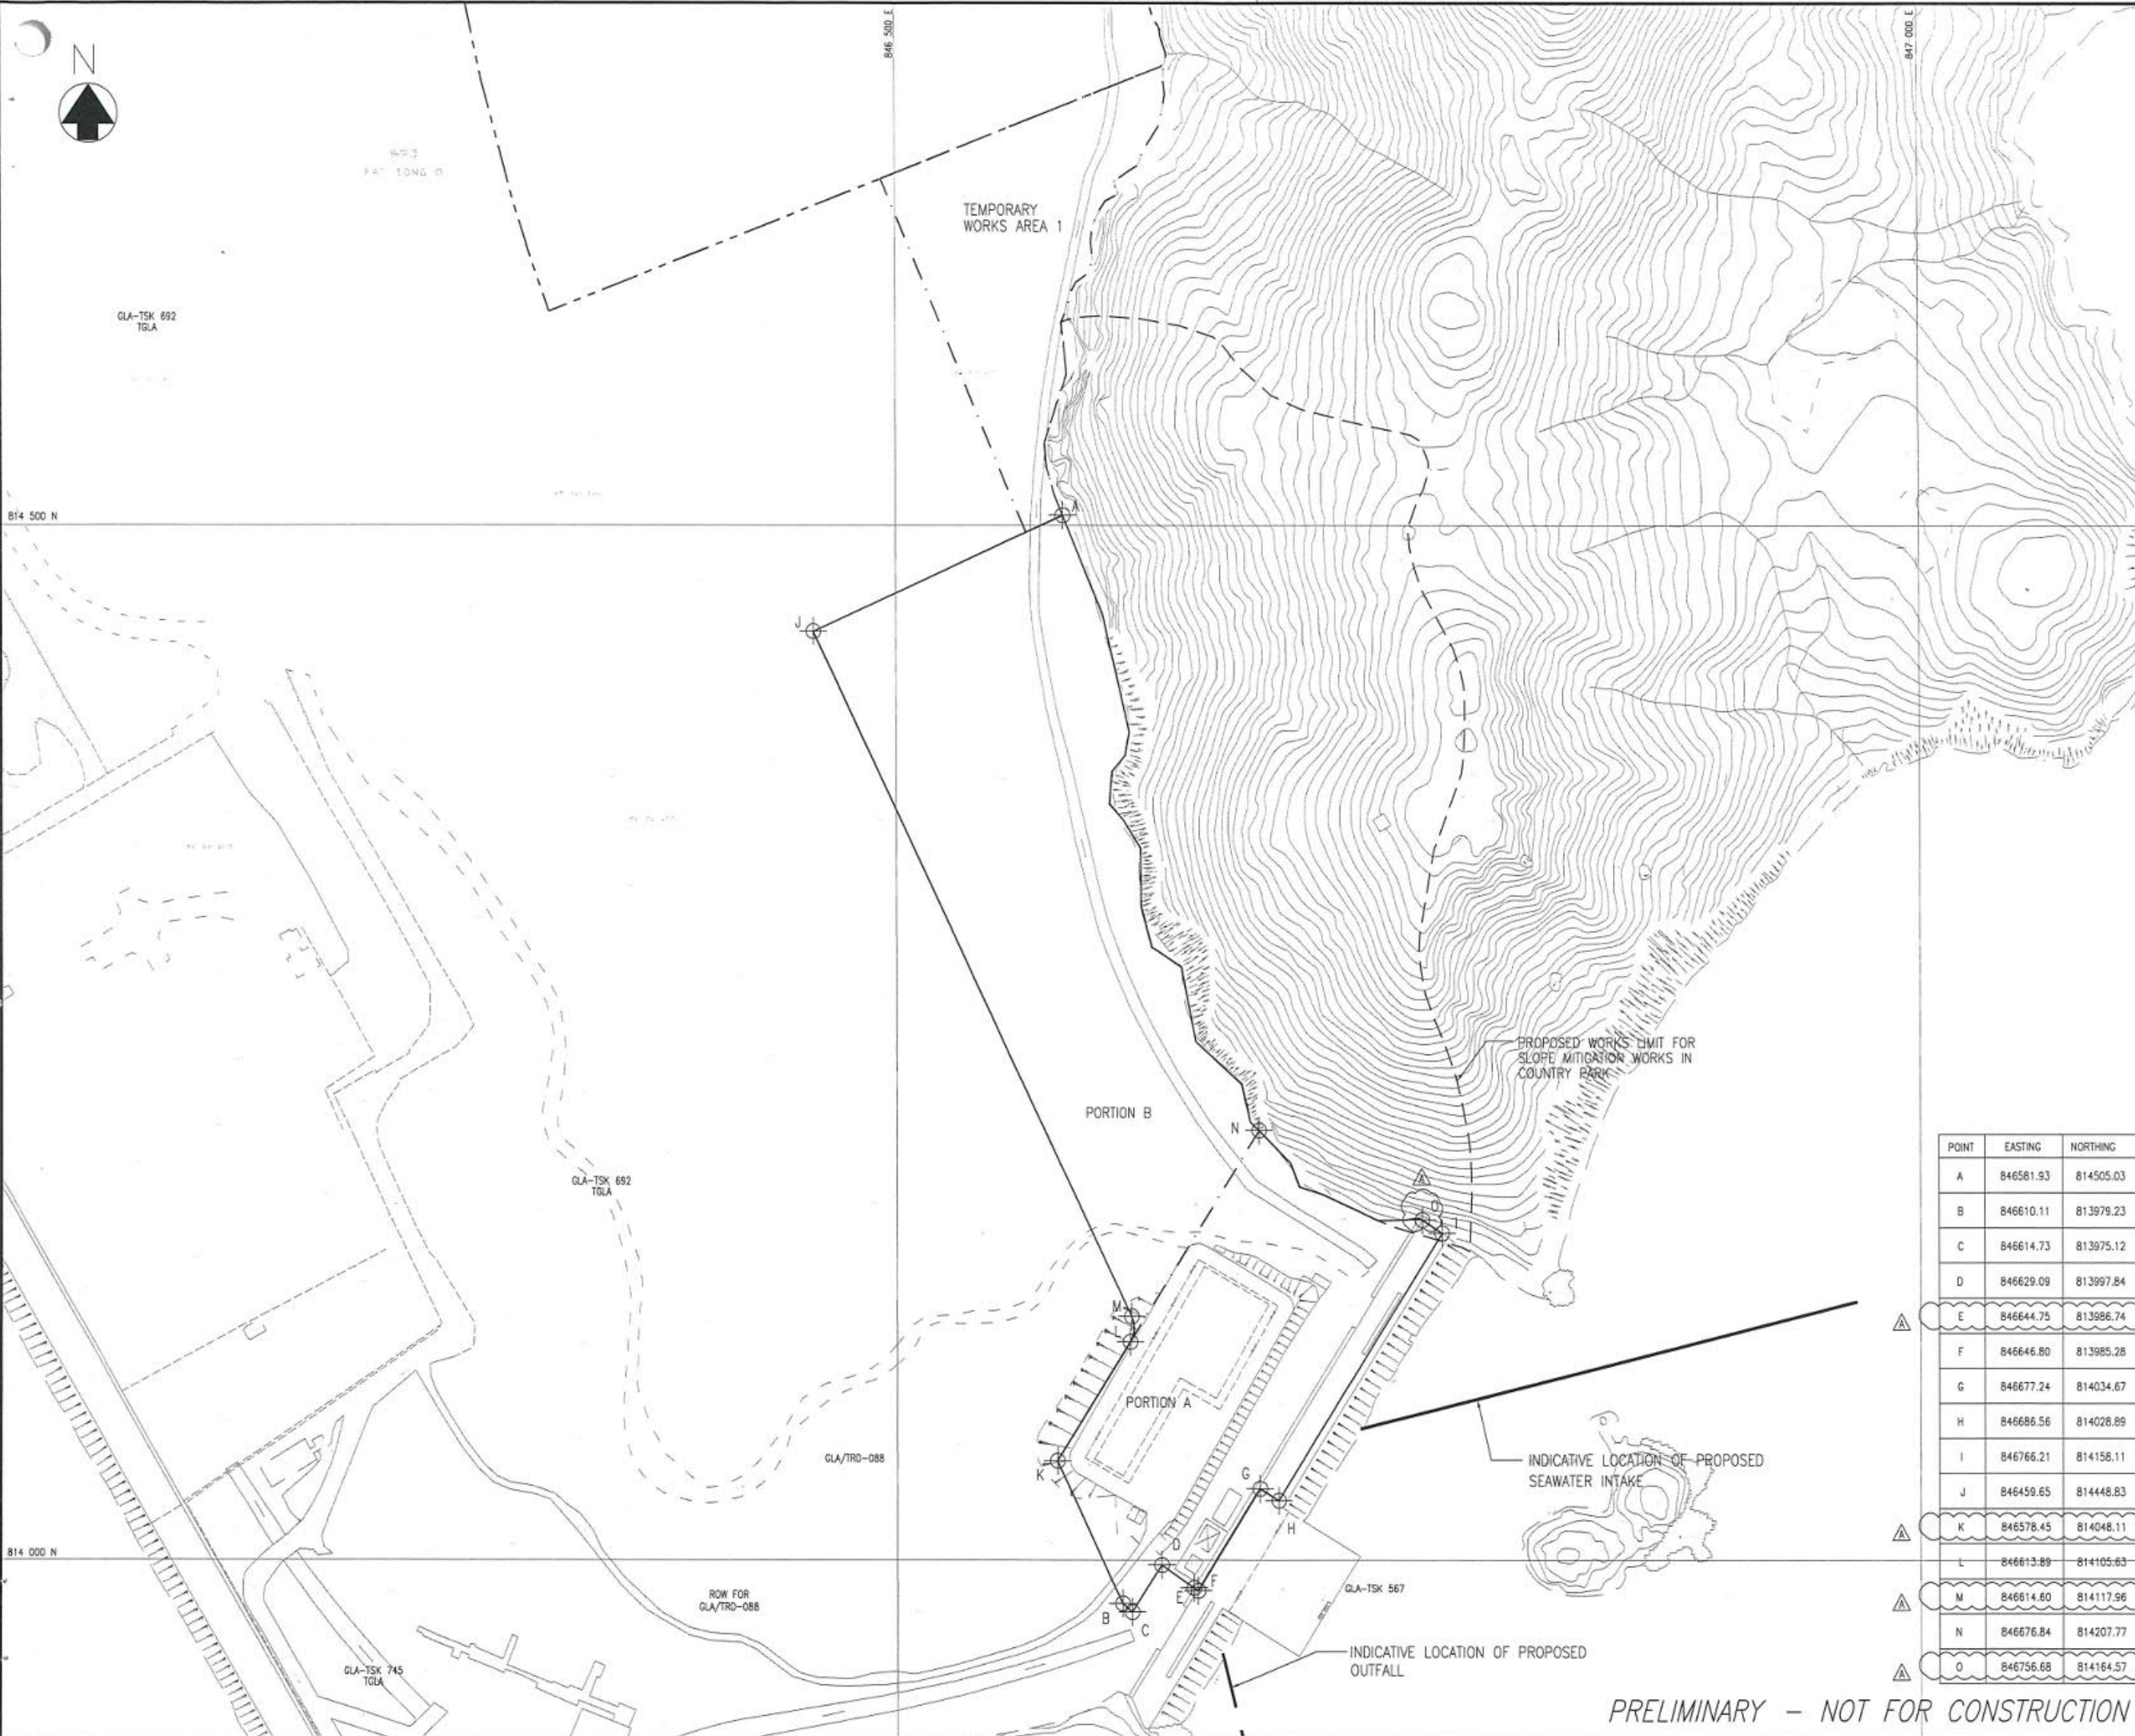 N
846 500 E
847 000 E
FAT TONG O
TEMPORARY
WORKS AREA 1
GLA-TSK 692
TGLA
814 500 N
A
J
PROPOSED WORKS LIMIT FOR
SLOPE MITIGATION WORKS IN
COUNTRY PARK
PORTION B
N
A
O
I
GLA-TSK 692
TGLA
M
L
PORTION A
K
GLA/TRD-088
G
H
INDICATIVE LOCATION OF PROPOSED
SEAWATER INTAKE
814 000 N
D
E
F
B
C
GLA-TSK 567
ROW FOR
GLA/TRD-088
INDICATIVE LOCATION OF PROPOSED
OUTFALL
GLA-TSK 745
TGLA
POINT EASTING NORTHING
A 846581.93 814505.03
B 846610.11 813979.23
C 846614.73 813975.12
D 846629.09 813997.84
A E 846644.75 813986.74
F 846646.80 813985.28
G 846677.24 814034.67
H 846686.56 814028.89
I 846766.21 814158.11
J 846459.65 814448.83
A K 846578.45 814048.11
L 846613.89 814105.63
A M 846614.60 814117.96
N 846676.84 814207.77
A O 846756.68 814164.57
PRELIMINARY - NOT FOR CONSTRUCTION